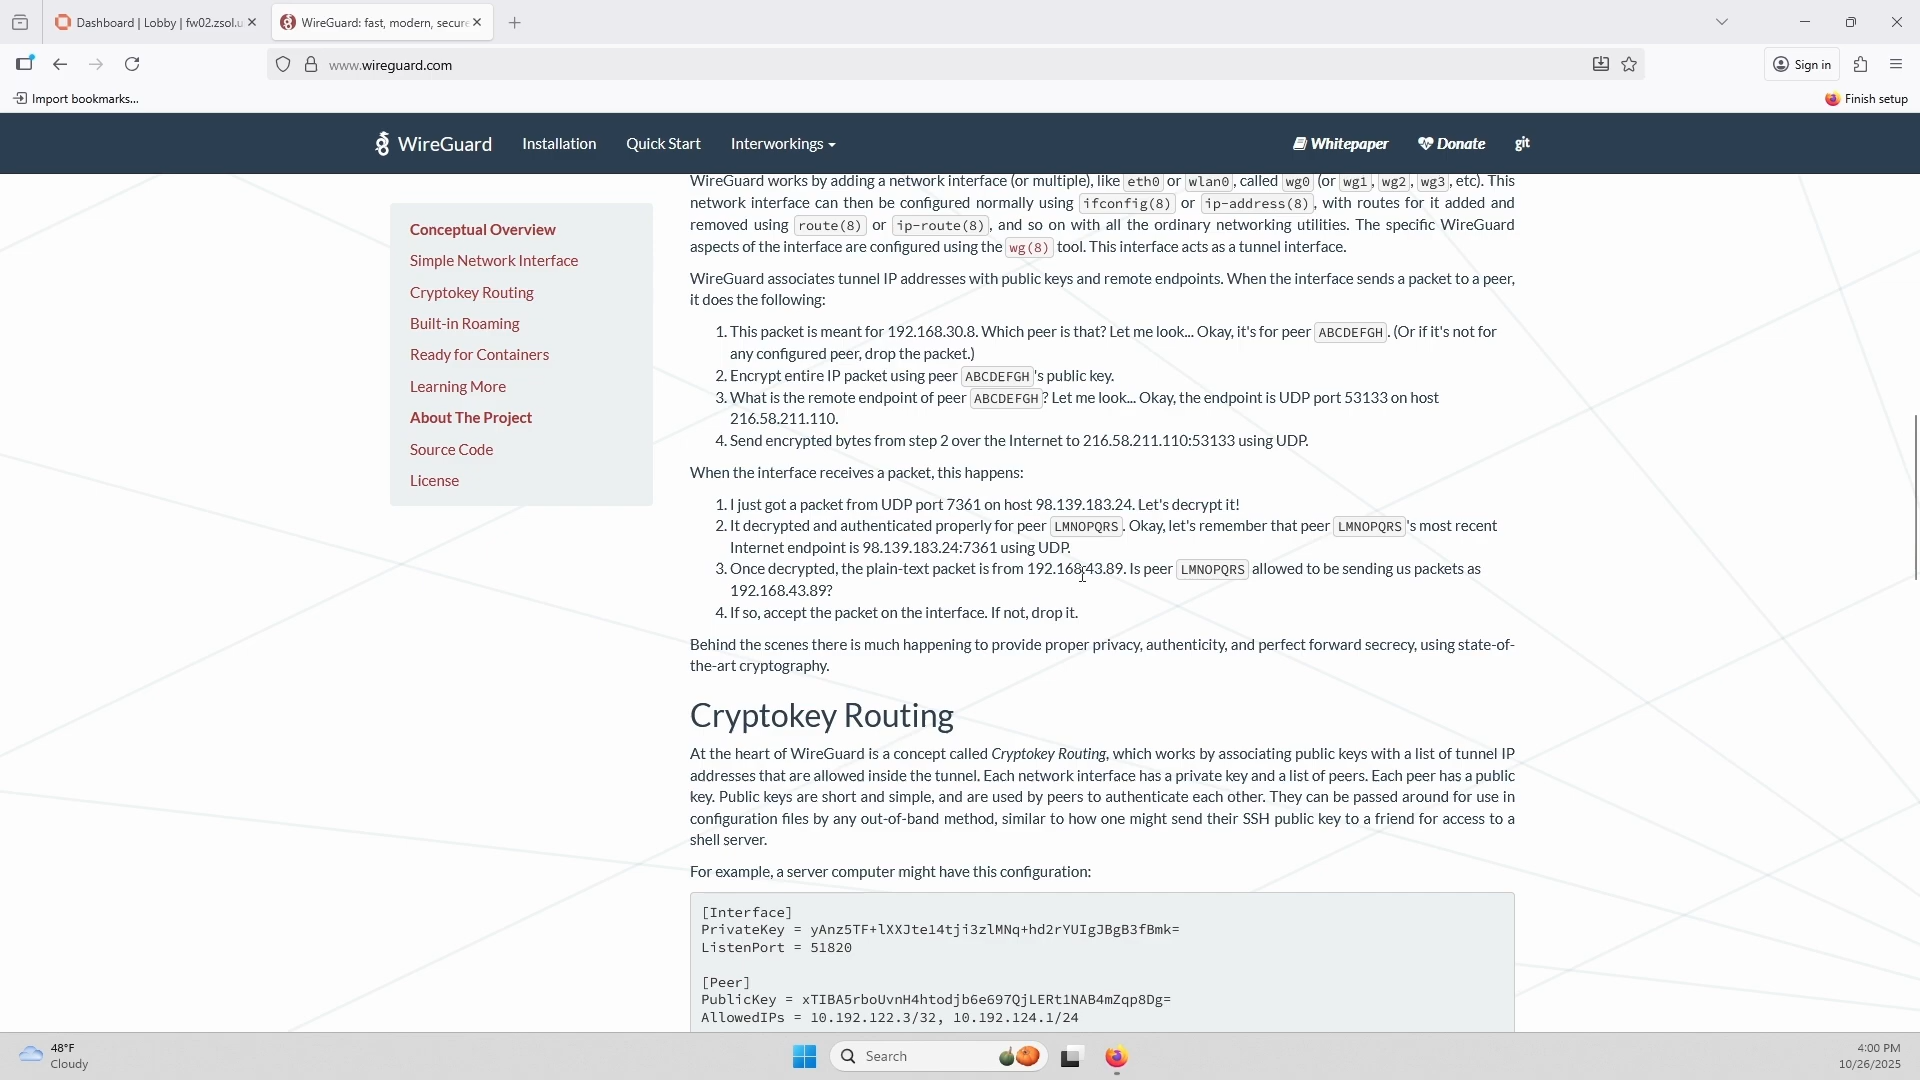 Dashboard | Lobby | fw02.zsol.u
WireGuard: fast, modern, secure
www.wireguard.com
Sign in
Import bookmarks...
Finish setup
WireGuard
Installation
Quick Start
Interworkings
Whitepaper
Donate
git
Conceptual Overview
Simple Network Interface
Cryptokey Routing
Built-in Roaming
Ready for Containers
Learning More
About The Project
Source Code
License
WireGuard works by adding a network interface (or multiple), like eth0 or wlan0, called wg0 (or wg1, wg2, wg3, etc). This
network interface can then be configured normally using ifconfig(8) or ip-address(8), with routes for it added and
removed using route(8) or ip-route(8), and so on with all the ordinary networking utilities. The specific WireGuard
aspects of the interface are configured using the wg(8) tool. This interface acts as a tunnel interface.
WireGuard associates tunnel IP addresses with public keys and remote endpoints. When the interface sends a packet to a peer,
it does the following:
1. This packet is meant for 192.168.30.8. Which peer is that? Let me look... Okay, it's for peer ABCDEFGH. (Or if it's not for
any configured peer, drop the packet.)
2. Encrypt entire IP packet using peer ABCDEFGH's public key.
3. What is the remote endpoint of peer ABCDEFGH? Let me look... Okay, the endpoint is UDP port 53133 on host
216.58.211.110.
4. Send encrypted bytes from step 2 over the Internet to 216.58.211.110:53133 using UDP.
When the interface receives a packet, this happens:
1. I just got a packet from UDP port 7361 on host 98.139.183.24. Let's decrypt it!
2. It decrypted and authenticated properly for peer LMNOPQRS. Okay, let's remember that peer LMNOPQRS's most recent
Internet endpoint is 98.139.183.24:7361 using UDP.
3. Once decrypted, the plain-text packet is from 192.168.43.89. Is peer LMNOPQRS allowed to be sending us packets as
192.168.43.89?
4. If so, accept the packet on the interface. If not, drop it.
Behind the scenes there is much happening to provide proper privacy, authenticity, and perfect forward secrecy, using state-of-
the-art cryptography.
Cryptokey Routing
At the heart of WireGuard is a concept called Cryptokey Routing, which works by associating public keys with a list of tunnel IP
addresses that are allowed inside the tunnel. Each network interface has a private key and a list of peers. Each peer has a public
key. Public keys are short and simple, and are used by peers to authenticate each other. They can be passed around for use in
configuration files by any out-of-band method, similar to how one might send their SSH public key to a friend for access to a
shell server.
For example, a server computer might have this configuration:
[Interface]
PrivateKey = yAnz5TF+lXXJte14tji3zlMNq+hd2rYUIgJBgB3fBmk=
ListenPort = 51820
[Peer]
PublicKey = xTIBA5rboUvnH4htodjb6e697QjLERt1NAB4mZqp8Dg=
AllowedIPs = 10.192.122.3/32, 10.192.124.1/24
48°F
Cloudy
Search
4:00 PM
10/26/2025